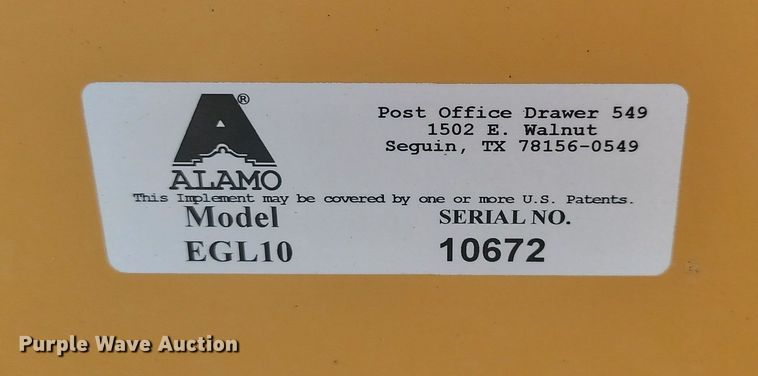 A®
ALAMO
Post Office Drawer 549
1502 E. Walnut
Seguin, TX 78156-0549
This Implement may be covered by one or more U.S. Patents.
Model SERIAL NO.
EGL10 10672
Purple Wave Auction